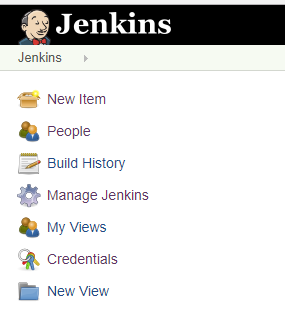 Jenkins
Jenkins
New Item
People
Build History
Manage Jenkins
My Views
Credentials
New View